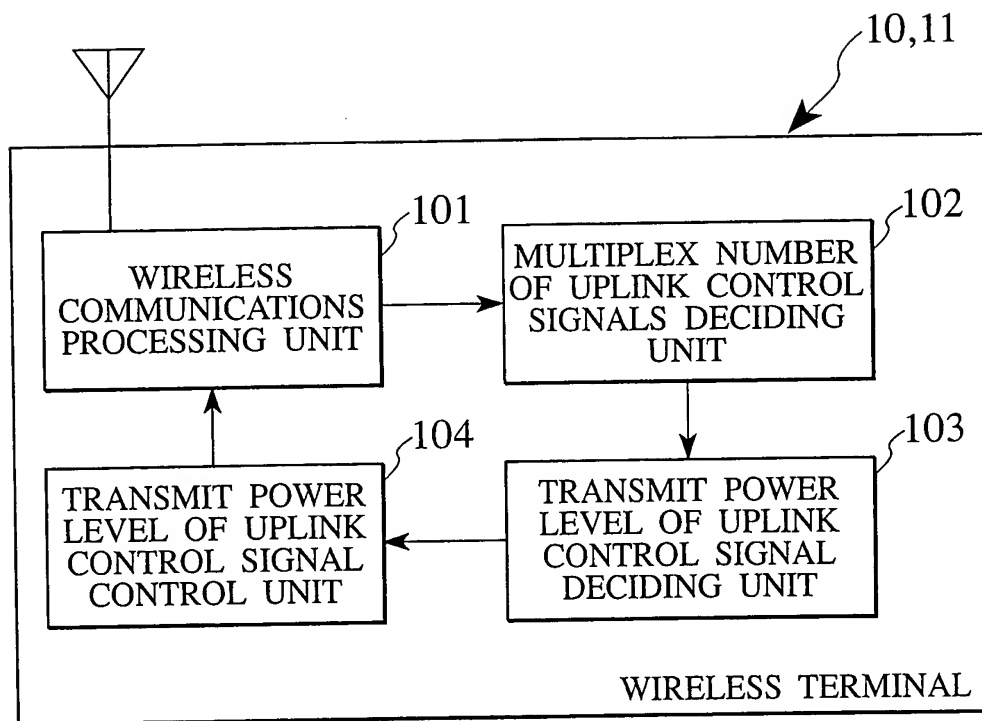 10,11
101
WIRELESS
COMMUNICATIONS
PROCESSING UNIT
102
MULTIPLEX NUMBER
OF UPLINK CONTROL
SIGNALS DECIDING
UNIT
104
TRANSMIT POWER
LEVEL OF UPLINK
CONTROL SIGNAL
CONTROL UNIT
103
TRANSMIT POWER
LEVEL OF UPLINK
CONTROL SIGNAL
DECIDING UNIT
WIRELESS TERMINAL